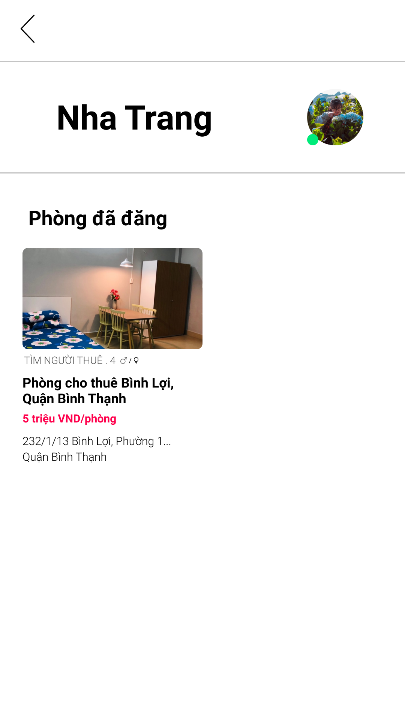 Nha Trang
Phòng đã đăng
TÌM NGƯỜI THUÊ . 4 ♂/♀
Phòng cho thuê Bình Lợi,
Quận Bình Thạnh
5 triệu VND/phòng
232/1/13 Bình Lợi, Phường 1...
Quận Bình Thạnh